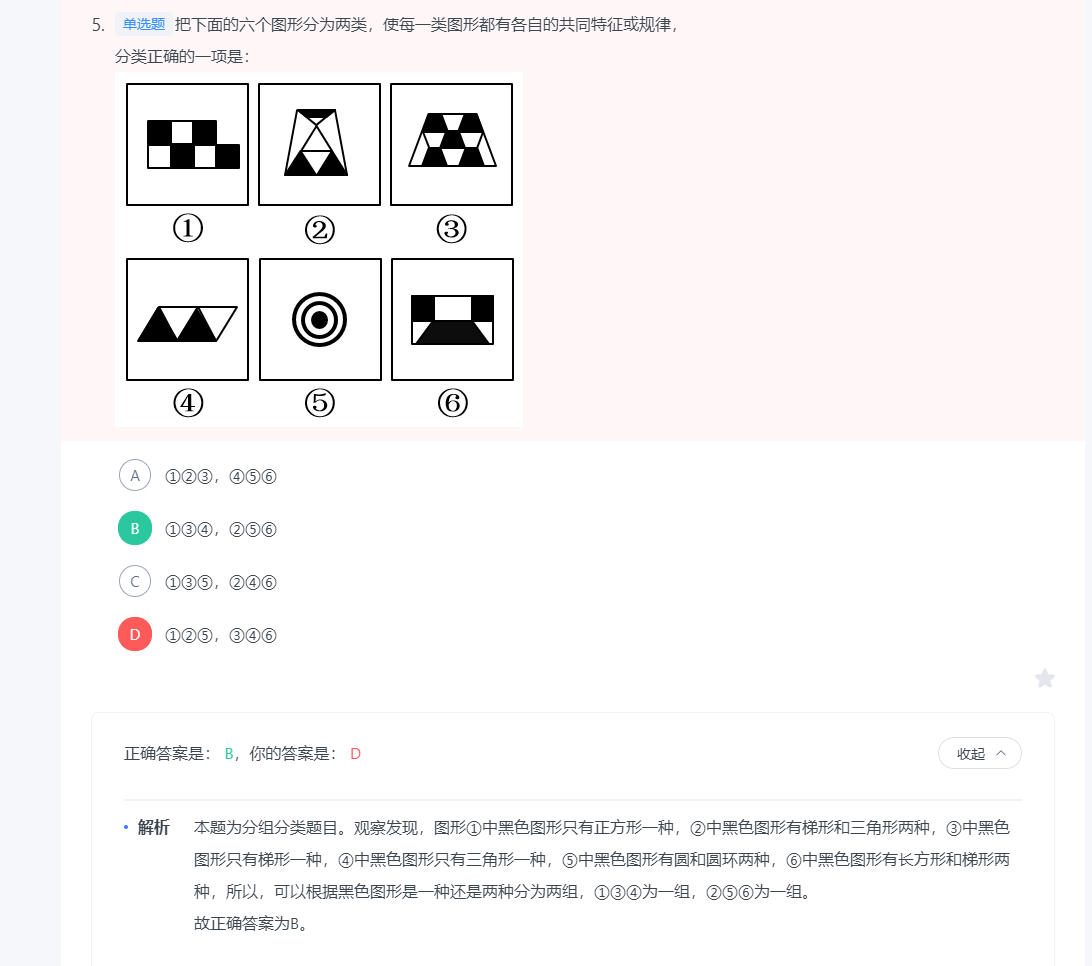 5. 单选题 把下面的六个图形分为两类，使每一类图形都有各自的共同特征或规律，
分类正确的一项是：
① ② ③
④ ⑤ ⑥
A ①②③，④⑤⑥
B ①③④，②⑤⑥
C ①③⑤，②④⑥
D ①②⑤，③④⑥
正确答案是： B，你的答案是： D
收起
解析 本题为分组分类题目。观察发现，图形①中黑色图形只有正方形一种，②中黑色图形有梯形和三角形两种，③中黑色
图形只有梯形一种，④中黑色图形只有三角形一种，⑤中黑色图形有圆和圆环两种，⑥中黑色图形有长方形和梯形两
种，所以，可以根据黑色图形是一种还是两种分为两组，①③④为一组，②⑤⑥为一组。
故正确答案为B。